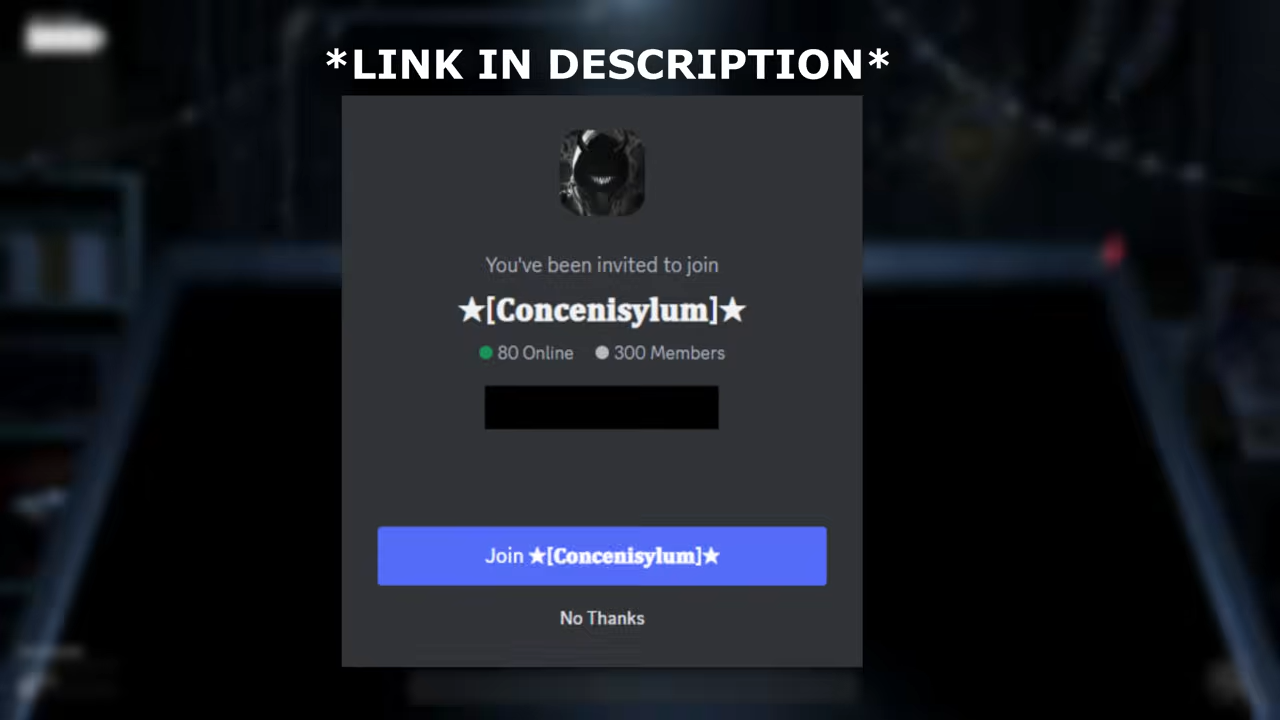 *LINK IN DESCRIPTION*
You've been invited to join
★[Concenisylum]★
80 Online 300 Members
Join ★[Concenisylum]★
No Thanks